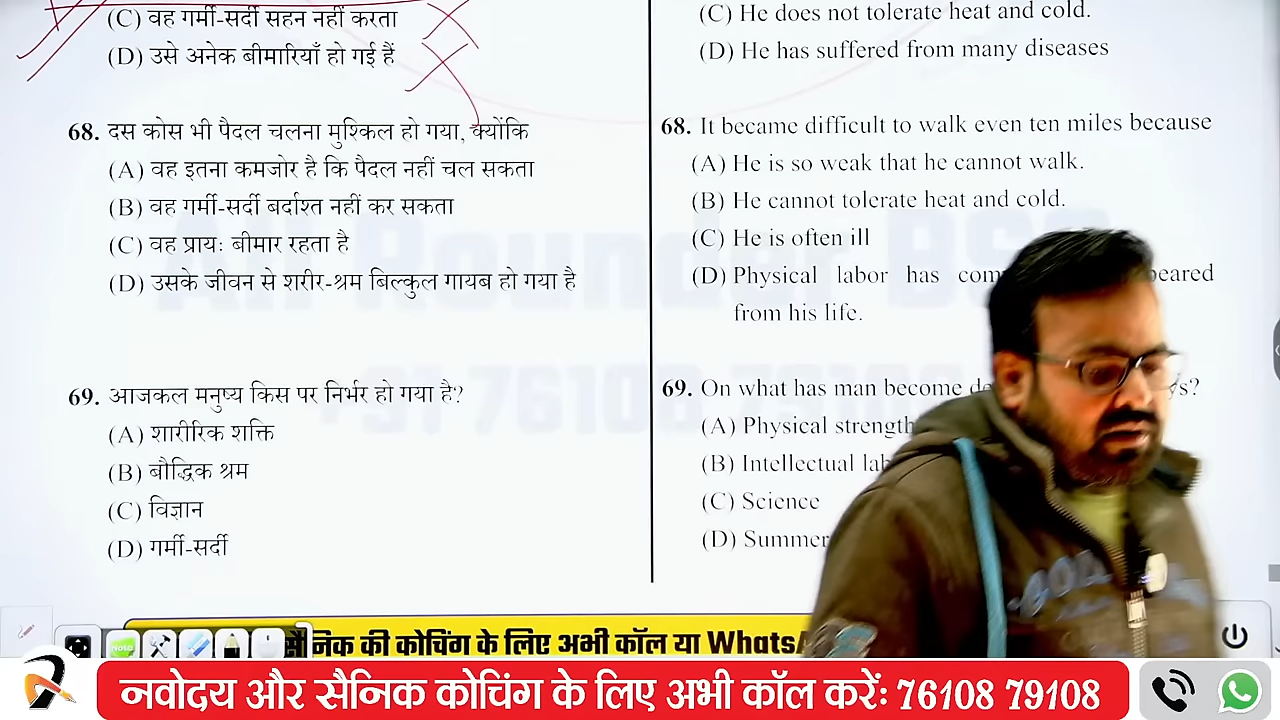 (C) वह गर्मी-सर्दी सहन नहीं करता
(D) उसे अनेक बीमारियाँ हो गई हैं
68. दस कोस भी पैदल चलना मुश्किल हो गया, क्योंकि
(A) वह इतना कमजोर है कि पैदल नहीं चल सकता
(B) वह गर्मी-सर्दी बर्दाश्त नहीं कर सकता
(C) वह प्रायः बीमार रहता है
(D) उसके जीवन से शरीर-श्रम बिल्कुल गायब हो गया है
69. आजकल मनुष्य किस पर निर्भर हो गया है?
(A) शारीरिक शक्ति
(B) बौद्धिक श्रम
(C) विज्ञान
(D) गर्मी-सर्दी
(C) He does not tolerate heat and cold.
(D) He has suffered from many diseases
68. It became difficult to walk even ten miles because
(A) He is so weak that he cannot walk.
(B) He cannot tolerate heat and cold.
(C) He is often ill
(D) Physical labor has
from his life.
69. On what has man become
(A) Physical strength
(B) Intellectual
(C) Science
(D) Summer
की कोचिंग के लिए अभी कॉल या
नवोदय और सैनिक कोचिंग के लिए अभी कॉल करें: 76108 79108